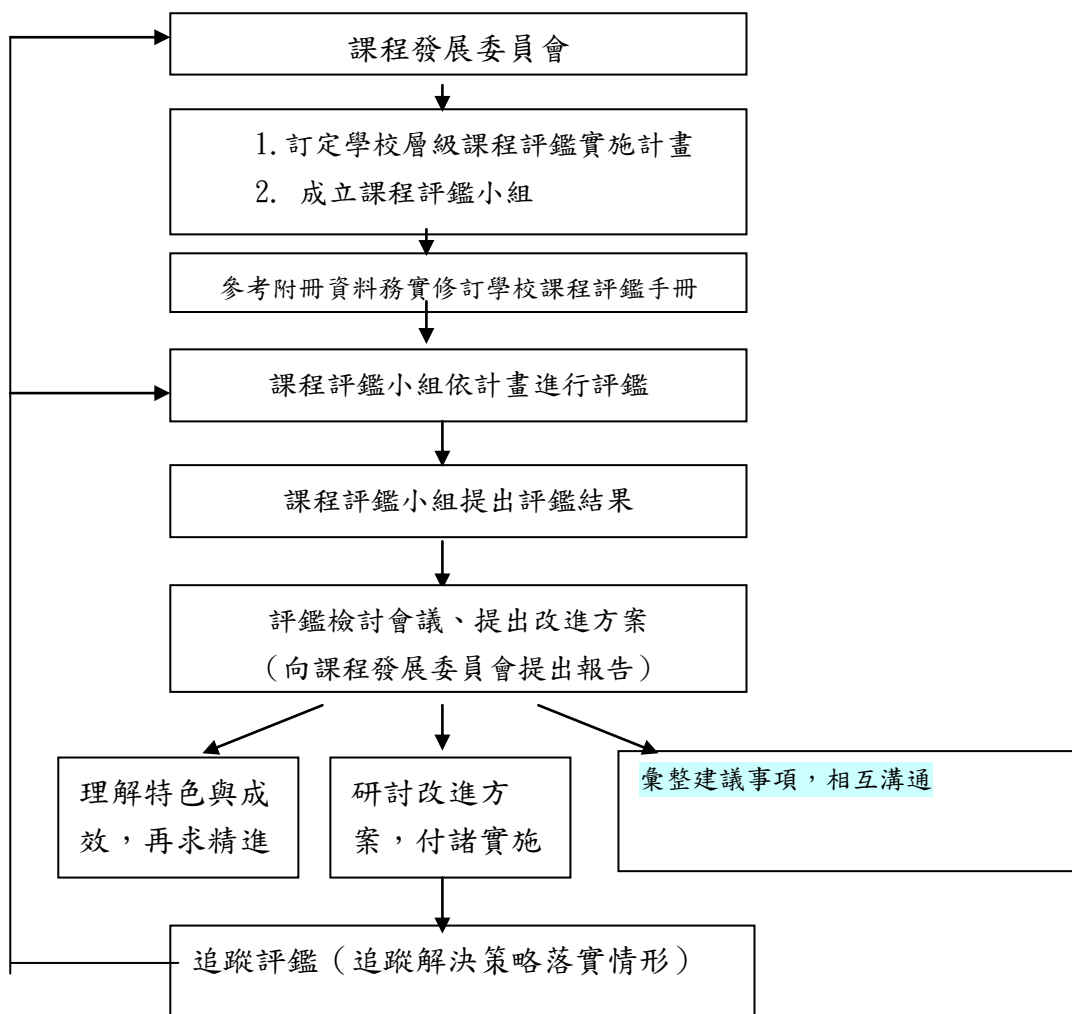 課程發展委員會
1.訂定學校層級課程評鑑實施計畫
2. 成立課程評鑑小組
參考附冊資料務實修訂學校課程評鑑手冊
課程評鑑小組依計畫進行評鑑
課程評鑑小組提出評鑑結果
評鑑檢討會議、提出改進方案
（向課程發展委員會提出報告）
理解特色與成
效，再求精進
研討改進方
案，付諸實施
彙整建議事項，相互溝通
追蹤評鑑（追蹤解決策略落實情形）